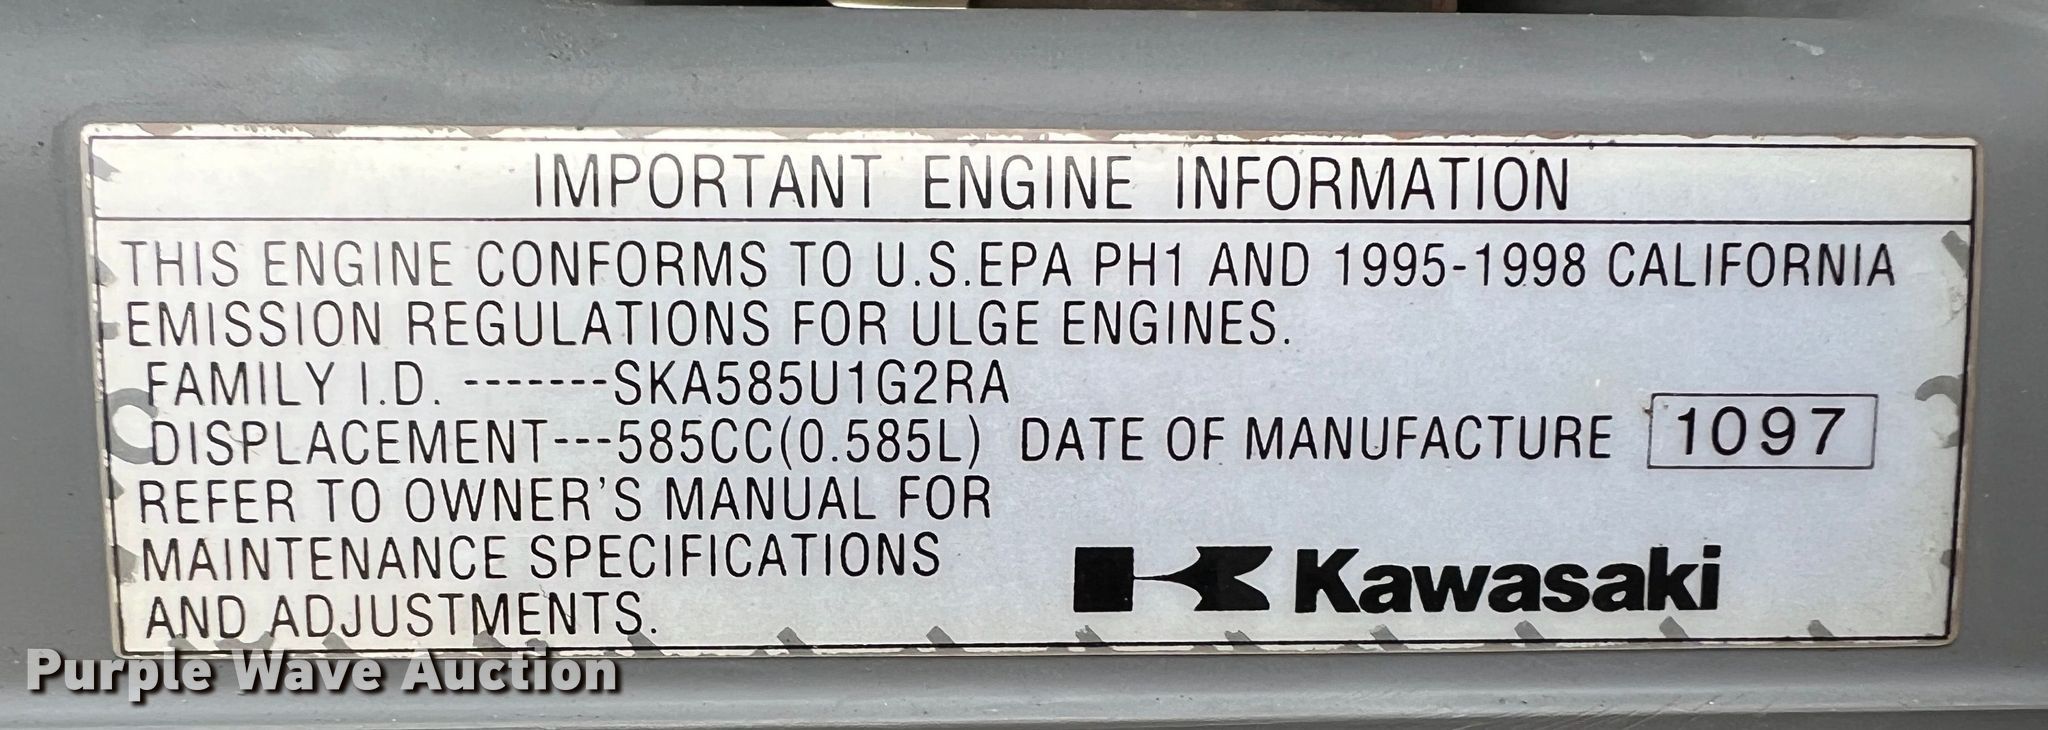 IMPORTANT ENGINE INFORMATION
THIS ENGINE CONFORMS TO U.S.EPA PH1 AND 1995-1998 CALIFORNIA
EMISSION REGULATIONS FOR ULGE ENGINES.
FAMILY I.D. -------SKA585U1G2RA
DISPLACEMENT---585CC(0.585L) DATE OF MANUFACTURE 1097
REFER TO OWNER'S MANUAL FOR
MAINTENANCE SPECIFICATIONS
AND ADJUSTMENTS.
Kawasaki
Purple Wave Auction